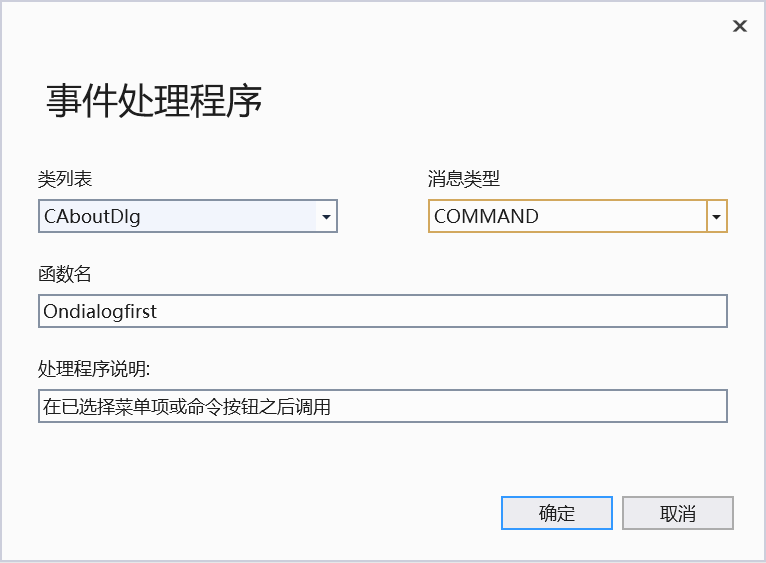 事件处理程序
类列表
消息类型
CAboutDlg
COMMAND
函数名
Ondialogfirst
处理程序说明:
在已选择菜单项或命令按钮之后调用
确定
取消